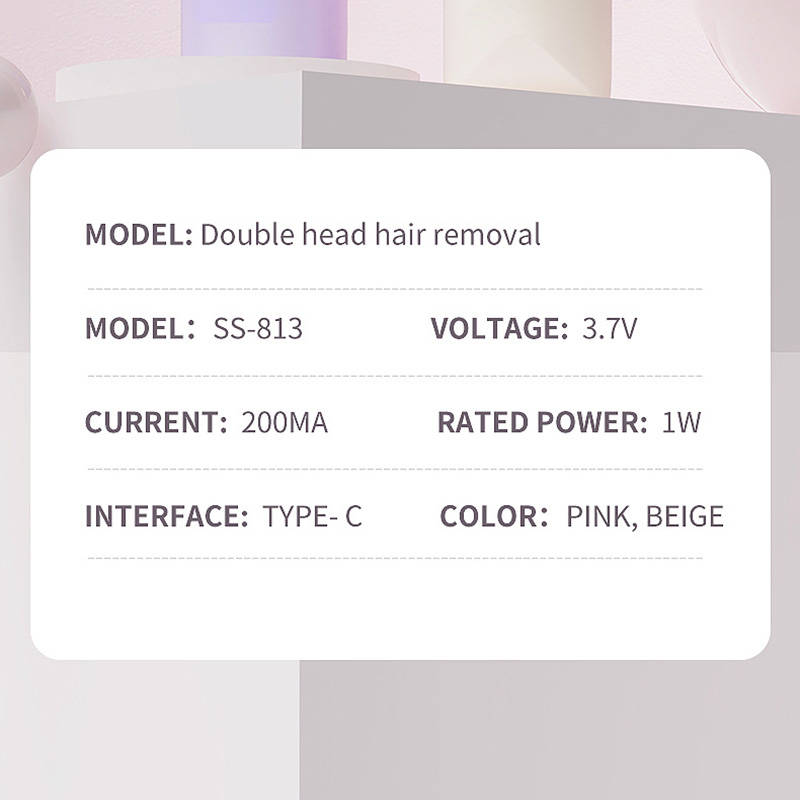 MODEL: Double head hair removal
MODEL: SS-813 VOLTAGE: 3.7V
CURRENT: 200MA RATED POWER: 1W
INTERFACE: TYPE- C COLOR: PINK, BEIGE